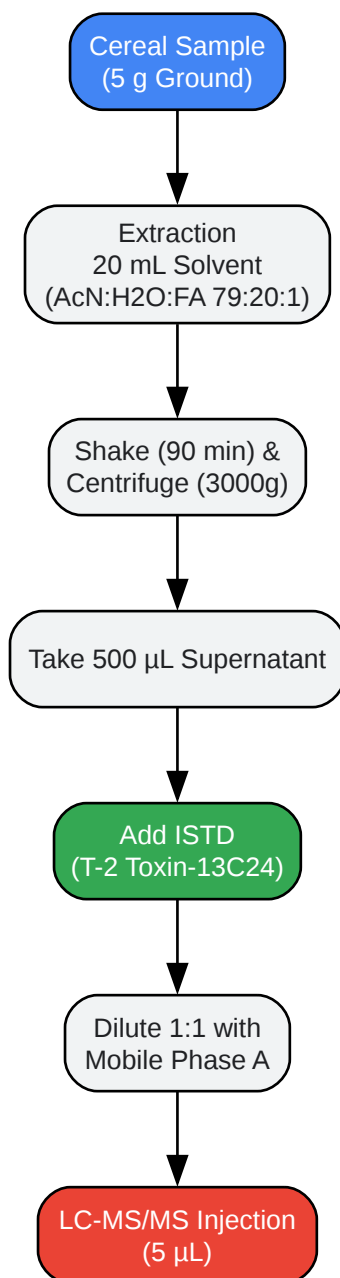 Cereal Sample
(5 g Ground)
Extraction
20 mL Solvent
(AcN:H2O:FA 79:20:1)
Shake (90 min) &
Centrifuge (3000g)
Take 500 µL Supernatant
Add ISTD
(T-2 Toxin-13C24)
Dilute 1:1 with
Mobile Phase A
LC-MS/MS Injection
(5 µL)